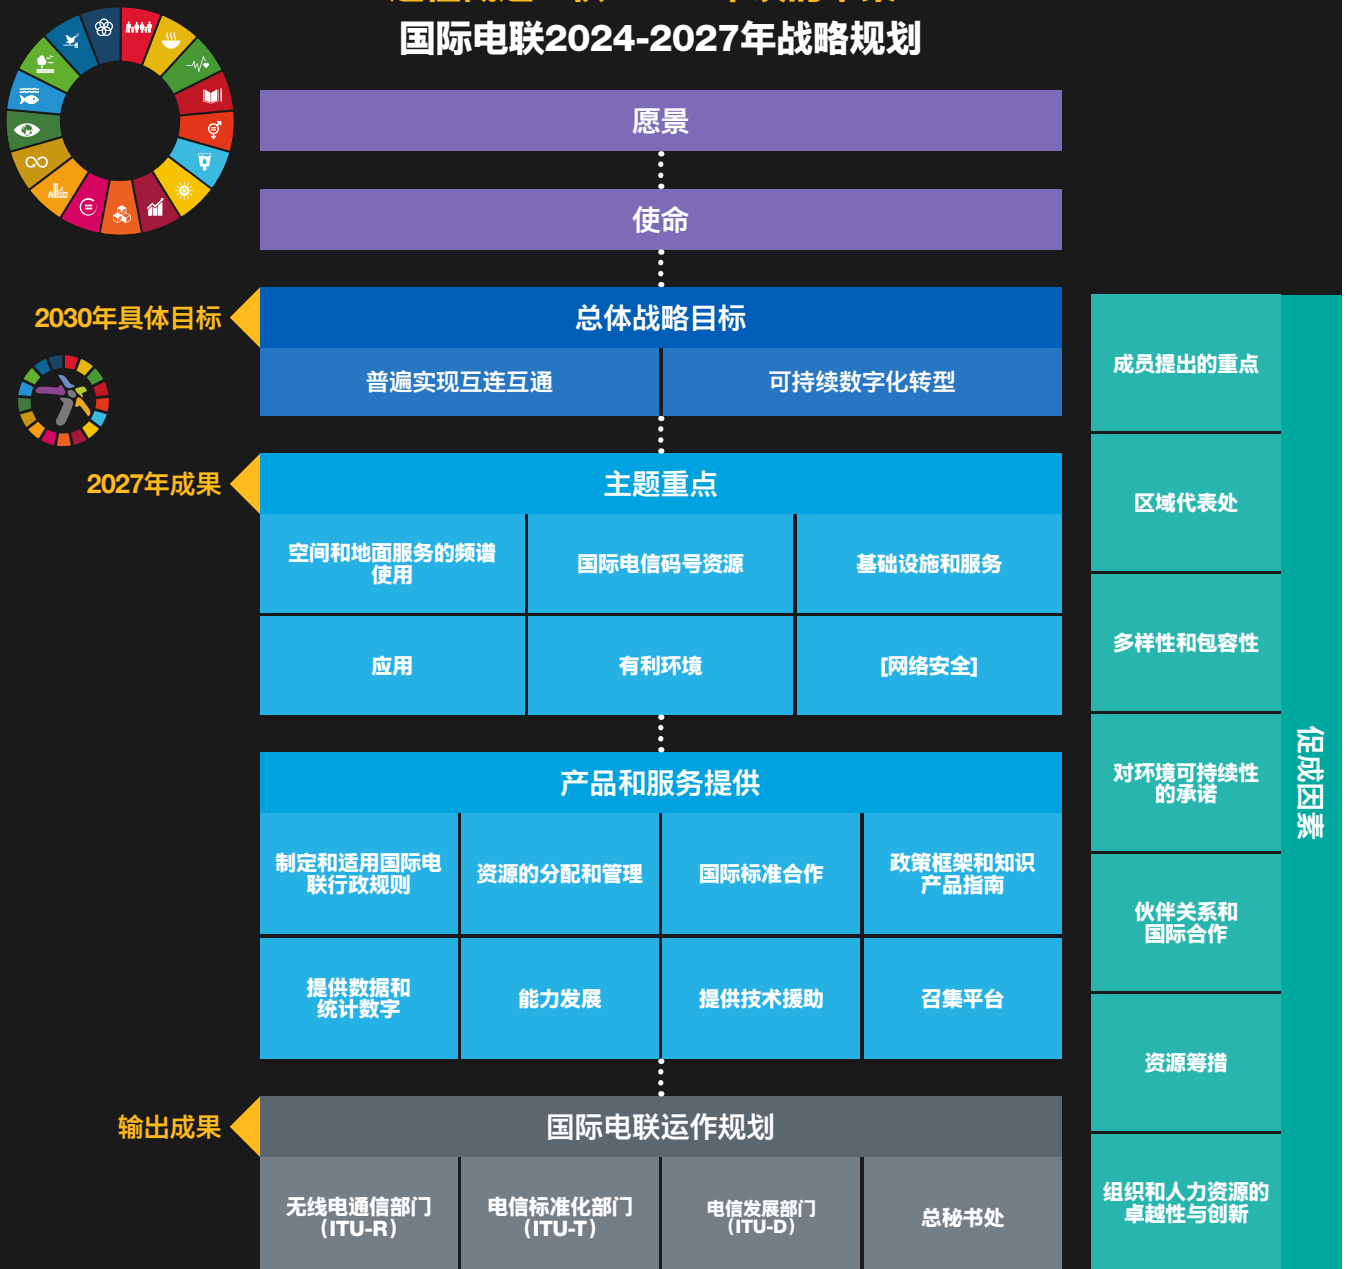 国际电联2024-2027年战略规划
愿景
使命
2030年具体目标
总体战略目标
普遍实现互连互通
可持续数字化转型
2027年成果
主题重点
空间和地面服务的频谱
使用
国际电信码号资源
基础设施和服务
应用
有利环境
[网络安全]
产品和服务提供
制定和适用国际电
联行政规则
资源的分配和管理
国际标准合作
政策框架和知识
产品指南
提供数据和
统计数字
能力发展
提供技术援助
召集平台
输出成果
国际电联运作规划
无线电通信部门
（ITU-R）
电信标准化部门
（ITU-T）
电信发展部门
（ITU-D）
总秘书处
成员提出的重点
区域代表处
多样性和包容性
对环境可持续性
的承诺
伙伴关系和
国际合作
资源筹措
组织和人力资源的
卓越性与创新
促成因素